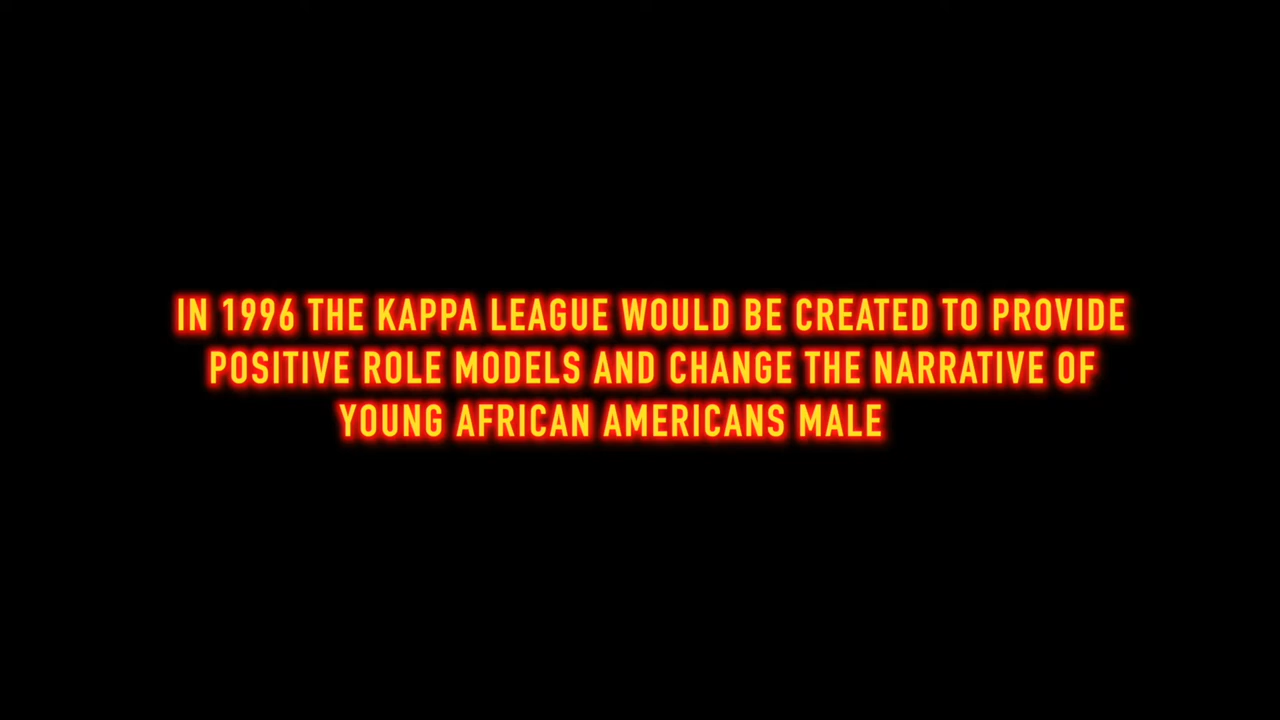 IN 1996 THE KAPPA LEAGUE WOULD BE CREATED TO PROVIDE
POSITIVE ROLE MODELS AND CHANGE THE NARRATIVE OF
YOUNG AFRICAN AMERICANS MALE